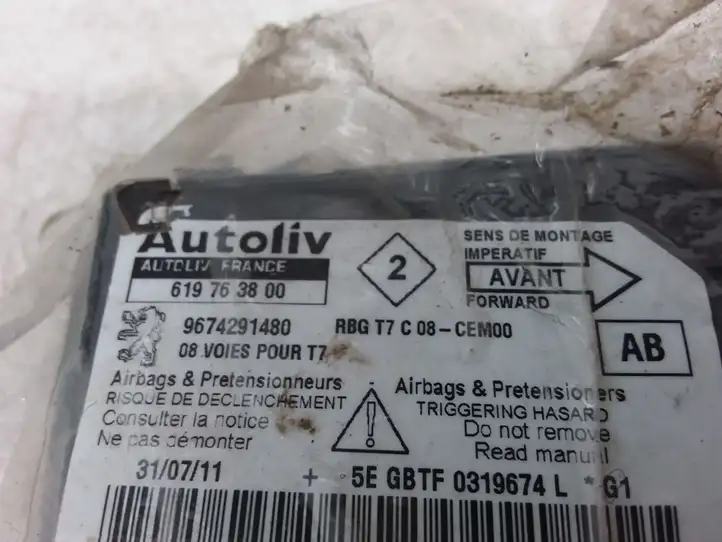 Autoliv
AUTOLIV FRANCE
619 76 38 00
2
SENS DE MONTAGE
IMPERATIF
AVANT
FORWARD
9674291480 RBG T7 C 08-CEM00
08 VOIES POUR T7
AB
Airbags & Pretensionneurs
RISQUE DE DECLENCHEMENT
Consulter la notice
Ne pas démonter
!
Airbags & Pretensioners
TRIGGERING HASARD
Do not remove
Read manual
31/07/11 + 5E GBTF 0319674 L * G1